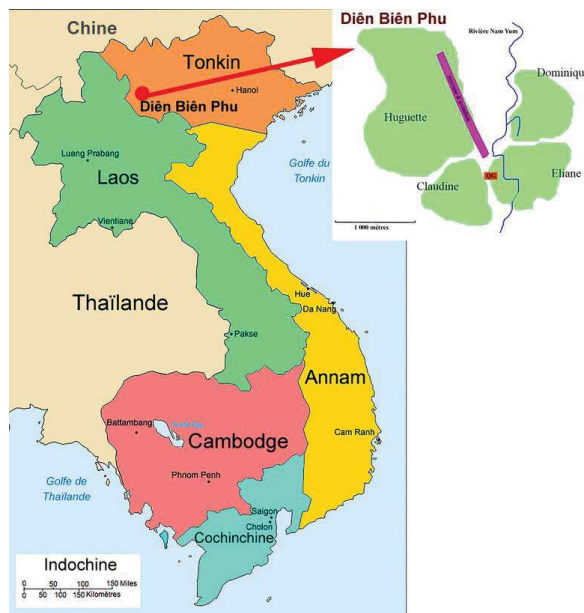 Chine
Tonkin
Hanoi
Diên Biên Phu
Luang Prabang
Laos
Golfe du
Tonkin
Vientiane
Thaïlande
Hue
Da Nang
Pakse
Annam
Battambang
Cambodge
Cam Ranh
Phnom Penh
Golfe de
Thaïlande
Saigon
Cholon
Cochinchine
Indochine
0 50 100 150 Miles
0 50 100 150 Kilomètres
Diên Biên Phu
Rivière Nam Yum
Dominique
Huguette
Claudine
QG
Eliane
1 000 mètres